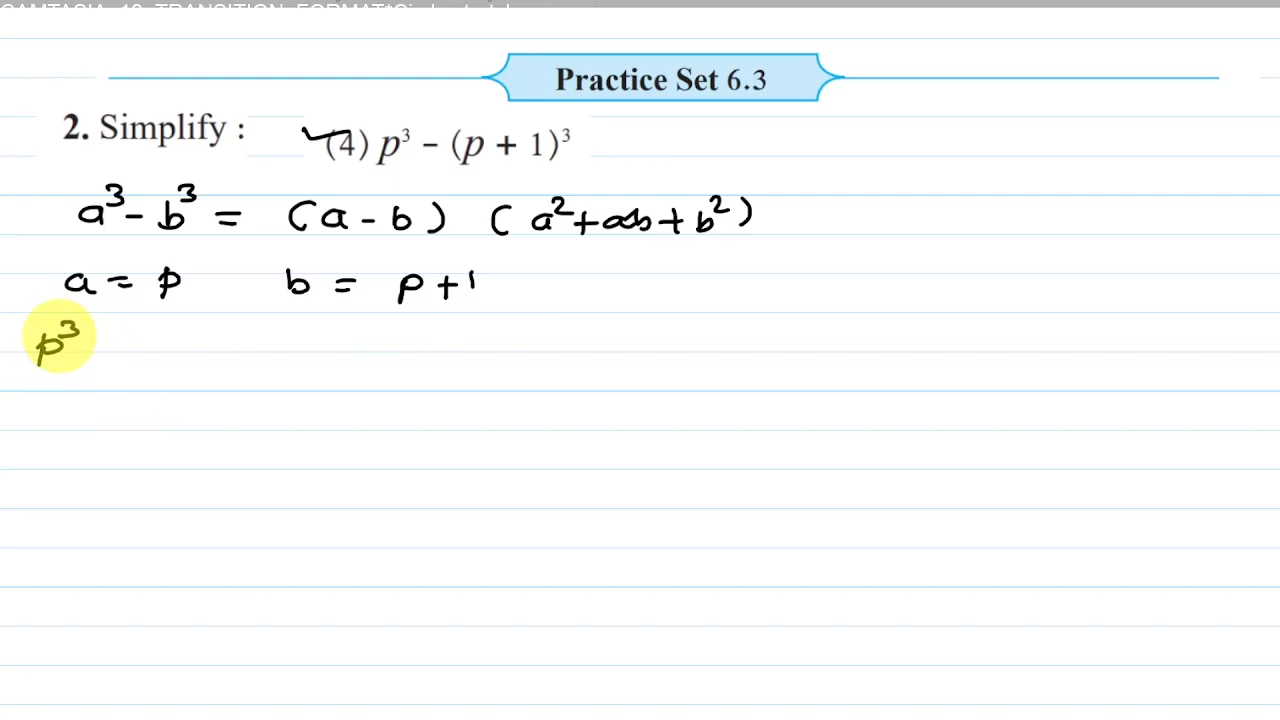 Practice Set 6.3
2. Simplify : (4) p³ − (p + 1)³
a³ - b³ = (a - b) (a² + ab + b²)
a = p b = p + 1
p³